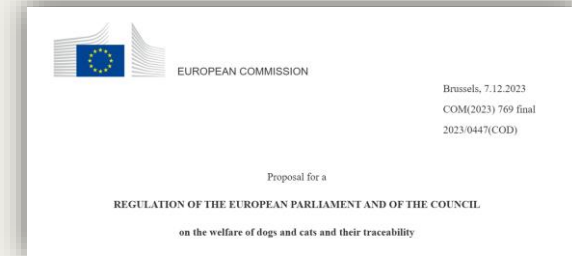 EUROPEAN COMMISSION
Brussels, 7.12.2023
COM(2023) 769 final
2023/0447(COD)
Proposal for a
REGULATION OF THE EUROPEAN PARLIAMENT AND OF THE COUNCIL
on the welfare of dogs and cats and their traceability